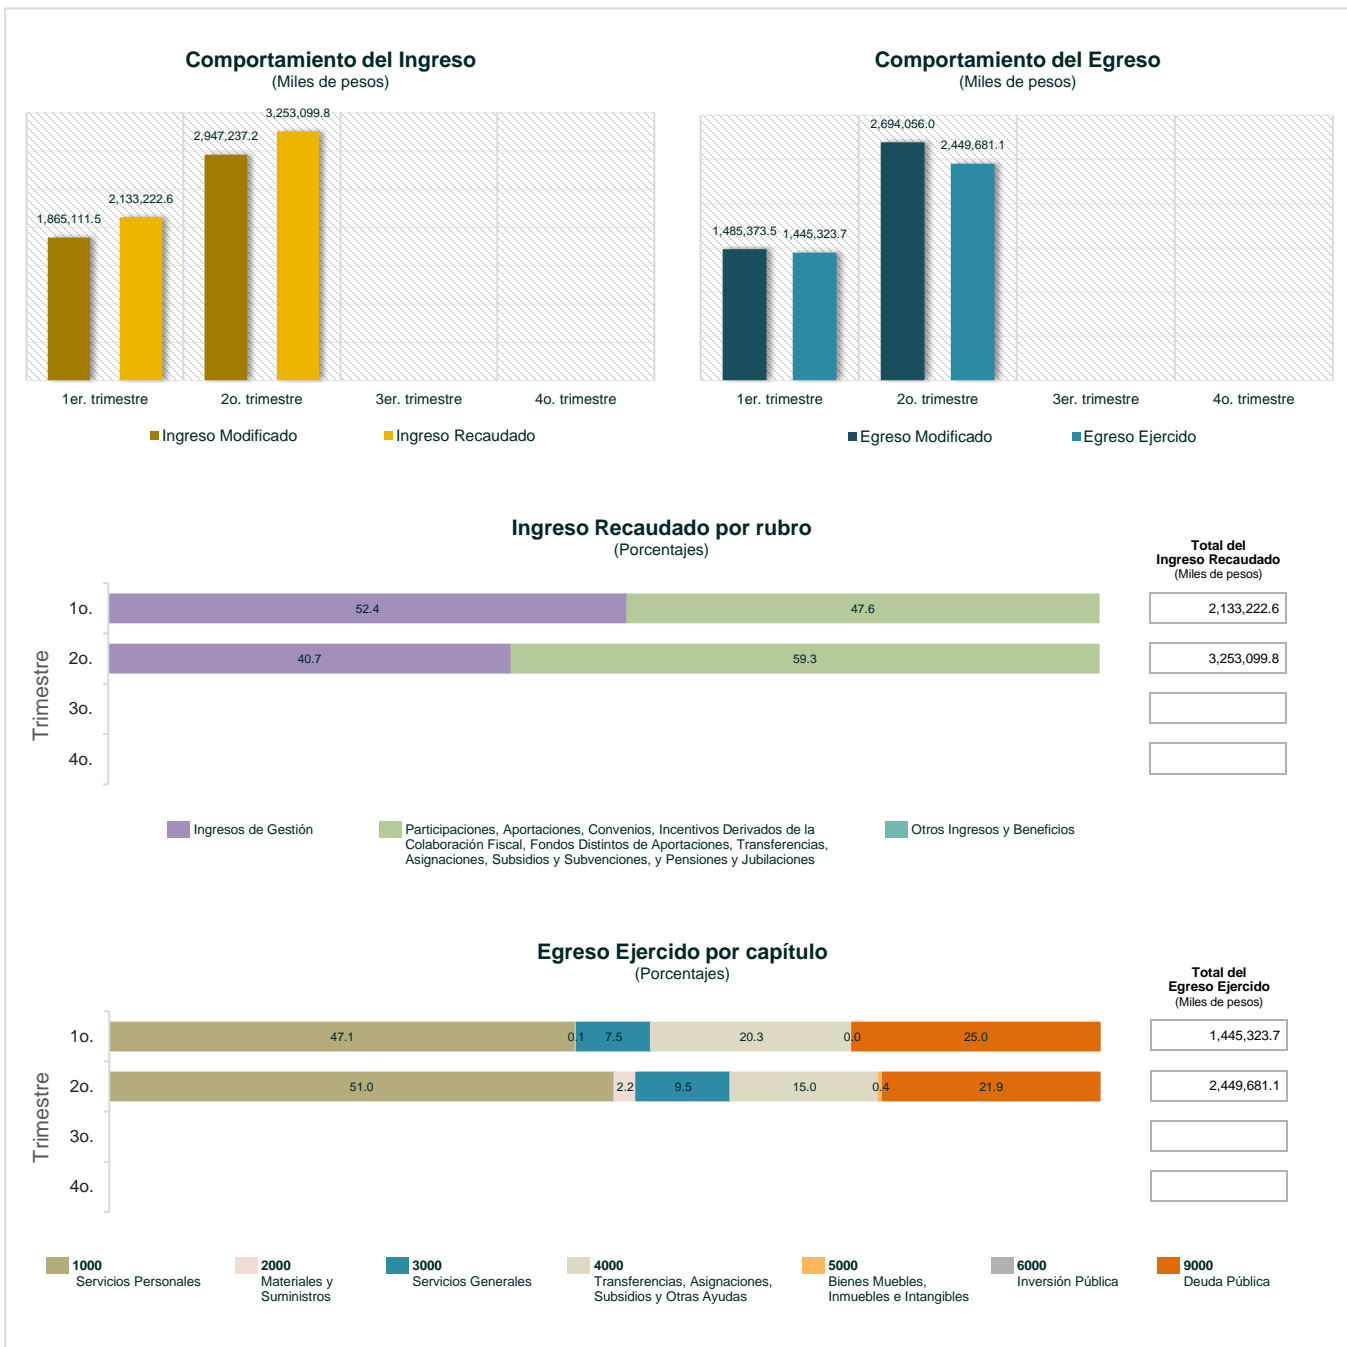 Comportamiento del Ingreso
(Miles de pesos)
3,253,099.8
2,947,237.2
2,133,222.6
1,865,111.5
1er. trimestre
2o. trimestre
3er. trimestre
4o. trimestre
Ingreso Modificado
Ingreso Recaudado
Comportamiento del Egreso
(Miles de pesos)
2,694,056.0
2,449,681.1
1,485,373.5
1,445,323.7
1er. trimestre
2o. trimestre
3er. trimestre
4o. trimestre
Egreso Modificado
Egreso Ejercido
Ingreso Recaudado por rubro
(Porcentajes)
Total del
Ingreso Recaudado
(Miles de pesos)
Trimestre
1o.
52.4
47.6
2,133,222.6
2o.
40.7
59.3
3,253,099.8
3o.
4o.
Ingresos de Gestión
Participaciones, Aportaciones, Convenios, Incentivos Derivados de la
Colaboración Fiscal, Fondos Distintos de Aportaciones, Transferencias,
Asignaciones, Subsidios y Subvenciones, y Pensiones y Jubilaciones
Otros Ingresos y Beneficios
Egreso Ejercido por capítulo
(Porcentajes)
Total del
Egreso Ejercido
(Miles de pesos)
Trimestre
1o.
47.1
0.1
7.5
20.3
0.0
25.0
1,445,323.7
2o.
51.0
2.2
9.5
15.0
0.4
21.9
2,449,681.1
3o.
4o.
1000
Servicios Personales
2000
Materiales y
Suministros
3000
Servicios Generales
4000
Transferencias, Asignaciones,
Subsidios y Otras Ayudas
5000
Bienes Muebles,
Inmuebles e Intangibles
6000
Inversión Pública
9000
Deuda Pública